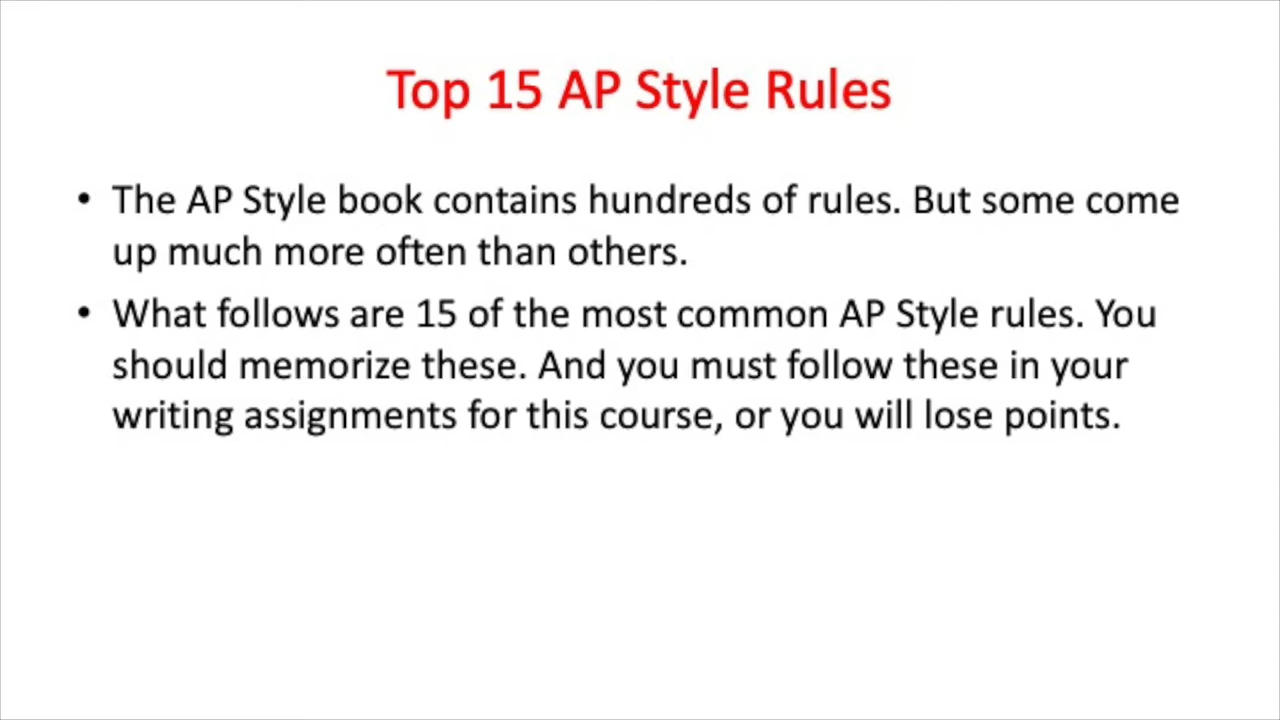 Top 15 AP Style Rules
• The AP Style book contains hundreds of rules. But some come
up much more often than others.
• What follows are 15 of the most common AP Style rules. You
should memorize these. And you must follow these in your
writing assignments for this course, or you will lose points.